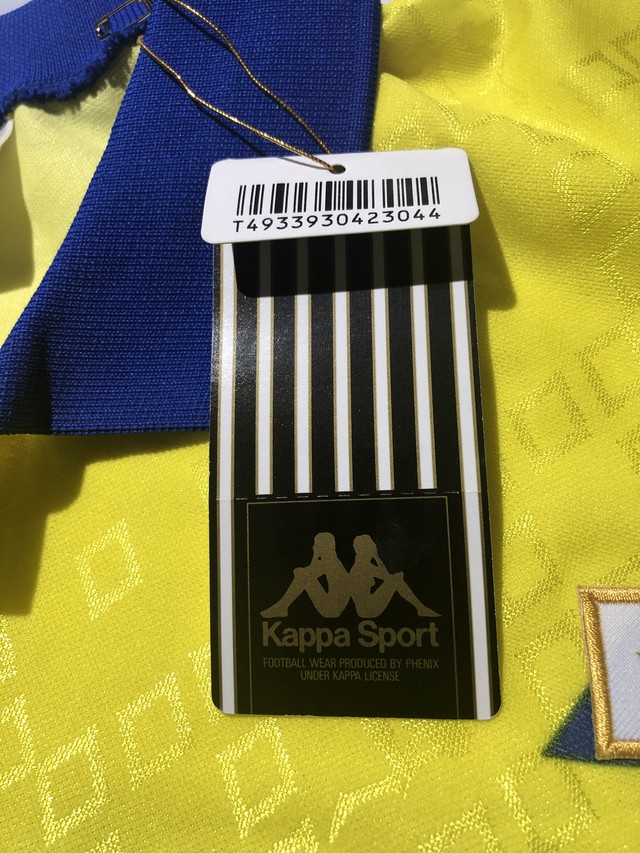 T4933930423044
Kappa Sport
FOOTBALL WEAR PRODUCED BY PHENIX
UNDER KAPPA LICENSE